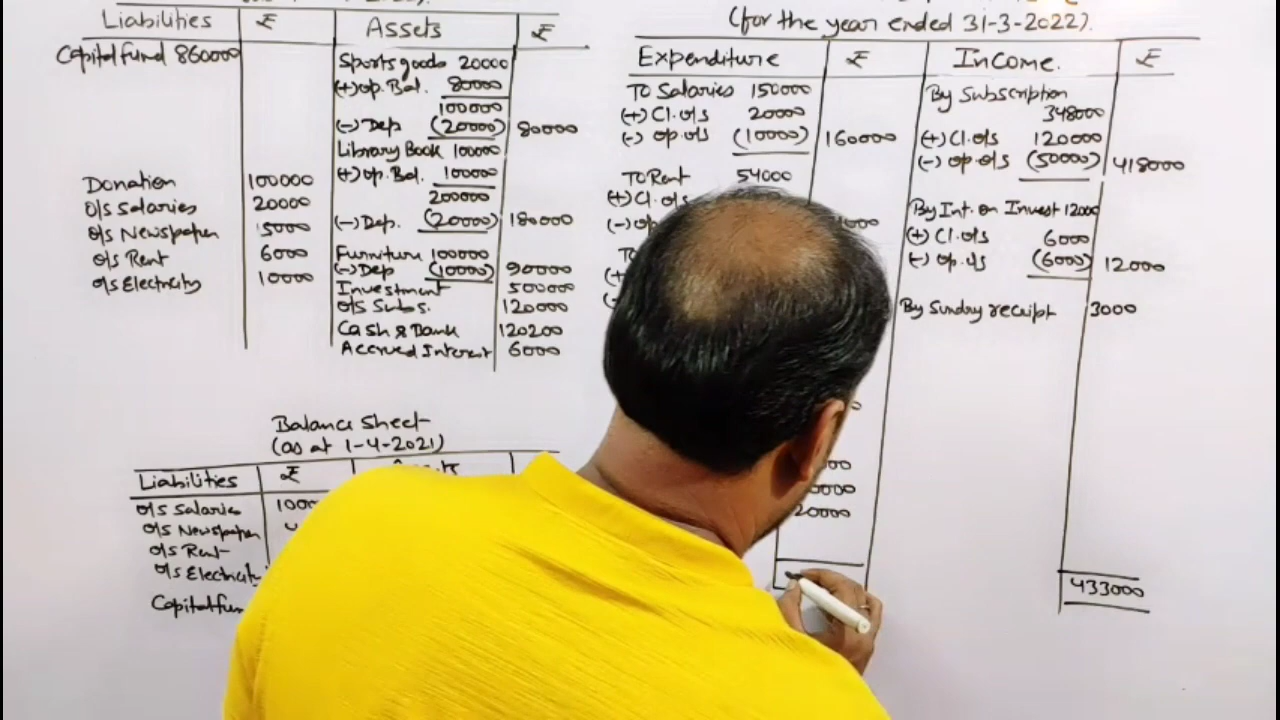 Liabilities ₹ Assets ₹
Capital fund 860000
Sports goods 20000
(+) op. Bal. 80000
100000
(-) Dep (20000) 80000
Library Book 100000
(+) op. Bal. 100000
200000
(-) Dep. (20000) 180000
Furniture 100000
(-) Dep (10000) 90000
Investment 500000
o/s Subs. 120000
Cash & Bank 120200
Accrued Interest 6000
Donation 100000
o/s Salaries 20000
o/s Newspaper 5000
o/s Rent 6000
o/s Electricity 10000
Balance Sheet
(as at 1-4-2021)
Liabilities ₹
o/s Salaries
o/s Newspaper
o/s Rent
o/s Electricity
(for the year ended 31-3-2022).
Expenditure ₹ Income. ₹
To Salaries 150000
(+) Cl. o/s 20000
(-) op. o/s (10000) 160000
To Rent 54000
(+) Cl. o/s
(-)
20000
By Subscription
348000
(+) Cl. o/s 120000
(-) op. o/s (50000) 418000
By Int. on Invest 12000
(+) Cl. o/s 6000
(-) op. o/s (6000) 12000
By Sundry receipt 3000
433000